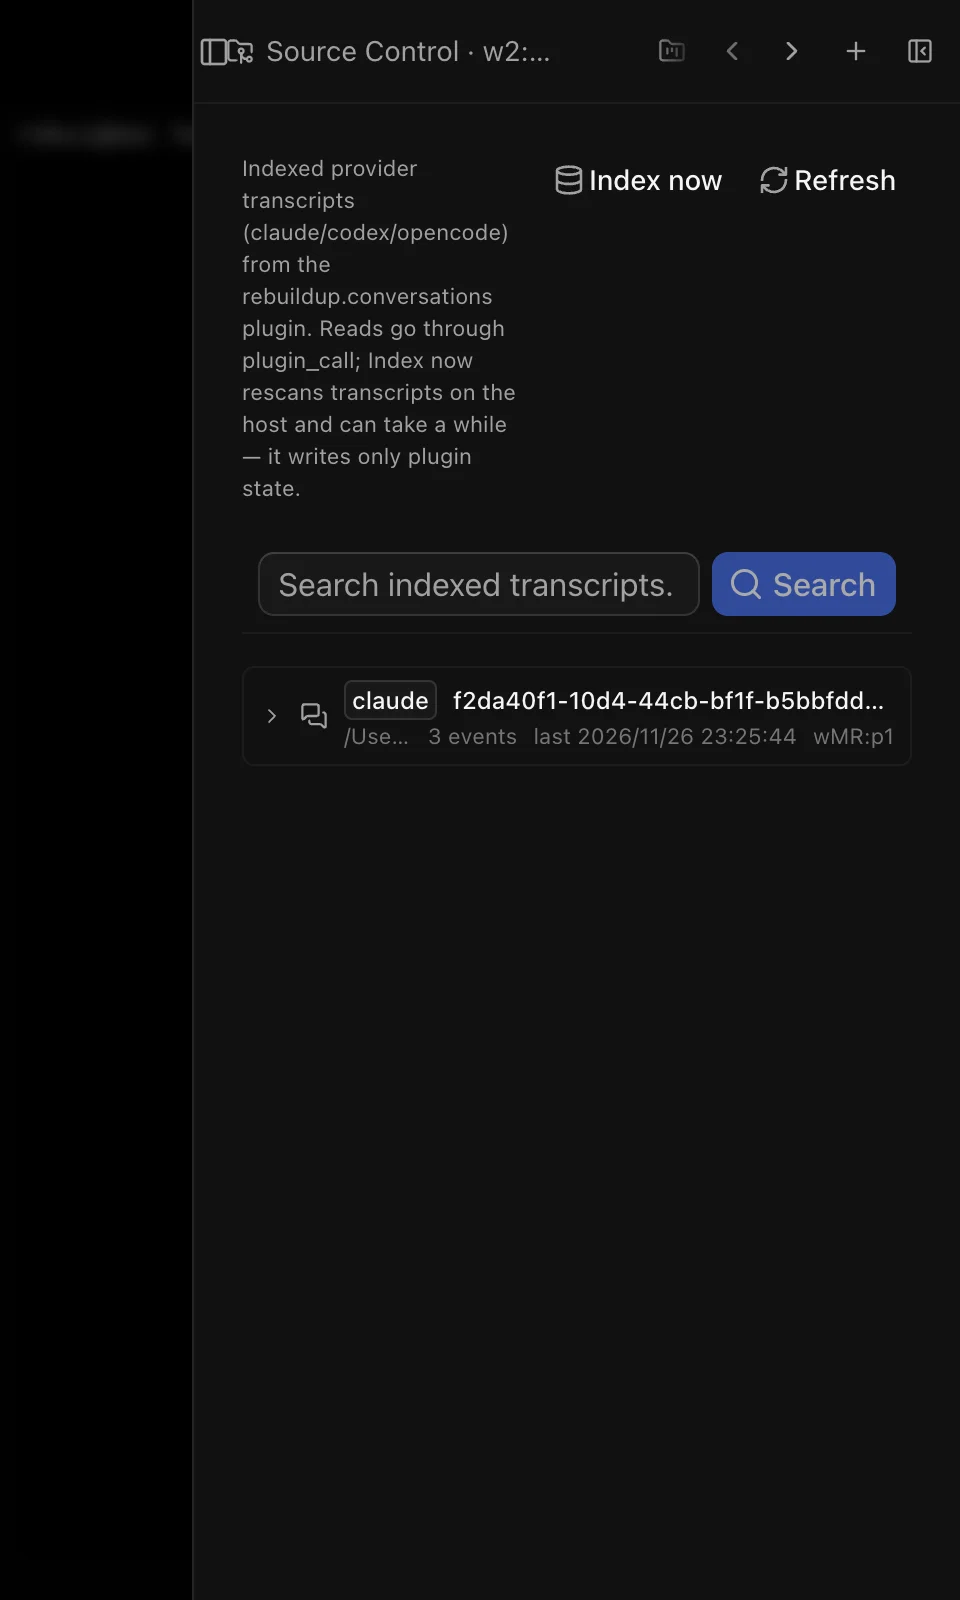 Source Control · w2:...
Indexed provider
transcripts
(claude/codex/opencode)
from the
rebuildup.conversations
plugin. Reads go through
plugin_call; Index now
rescans transcripts on the
host and can take a while
— it writes only plugin
state.
Index now
Refresh
Search indexed transcripts.
Search
claude f2da40f1-10d4-44cb-bf1f-b5bbfdd...
/Use... 3 events last 2026/11/26 23:25:44 wMR:p1